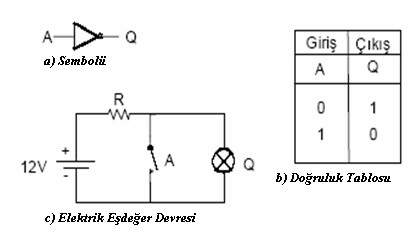 A Q
a) Sembolü
Giriş Çıkış
A Q
0 1
1 0
b) Doğruluk Tablosu
R
+
12V
-
A
Q
c) Elektrik Eşdeğer Devresi